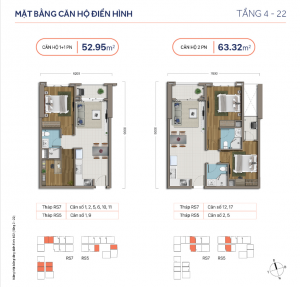 MẶT BẰNG CĂN HỘ ĐIỂN HÌNH
TẦNG 4 - 22
CĂN HỘ 1+1 PN 52.95m²
CĂN HỘ 2 PN 63.32m²
Tháp RS7 Căn số 1, 2, 5, 6, 10, 11
Tháp RS5 Căn số 1, 9
Tháp RS7 Căn số 12, 17
Tháp RS5 Căn số 2, 5
RS7 RS5
RS7 RS5